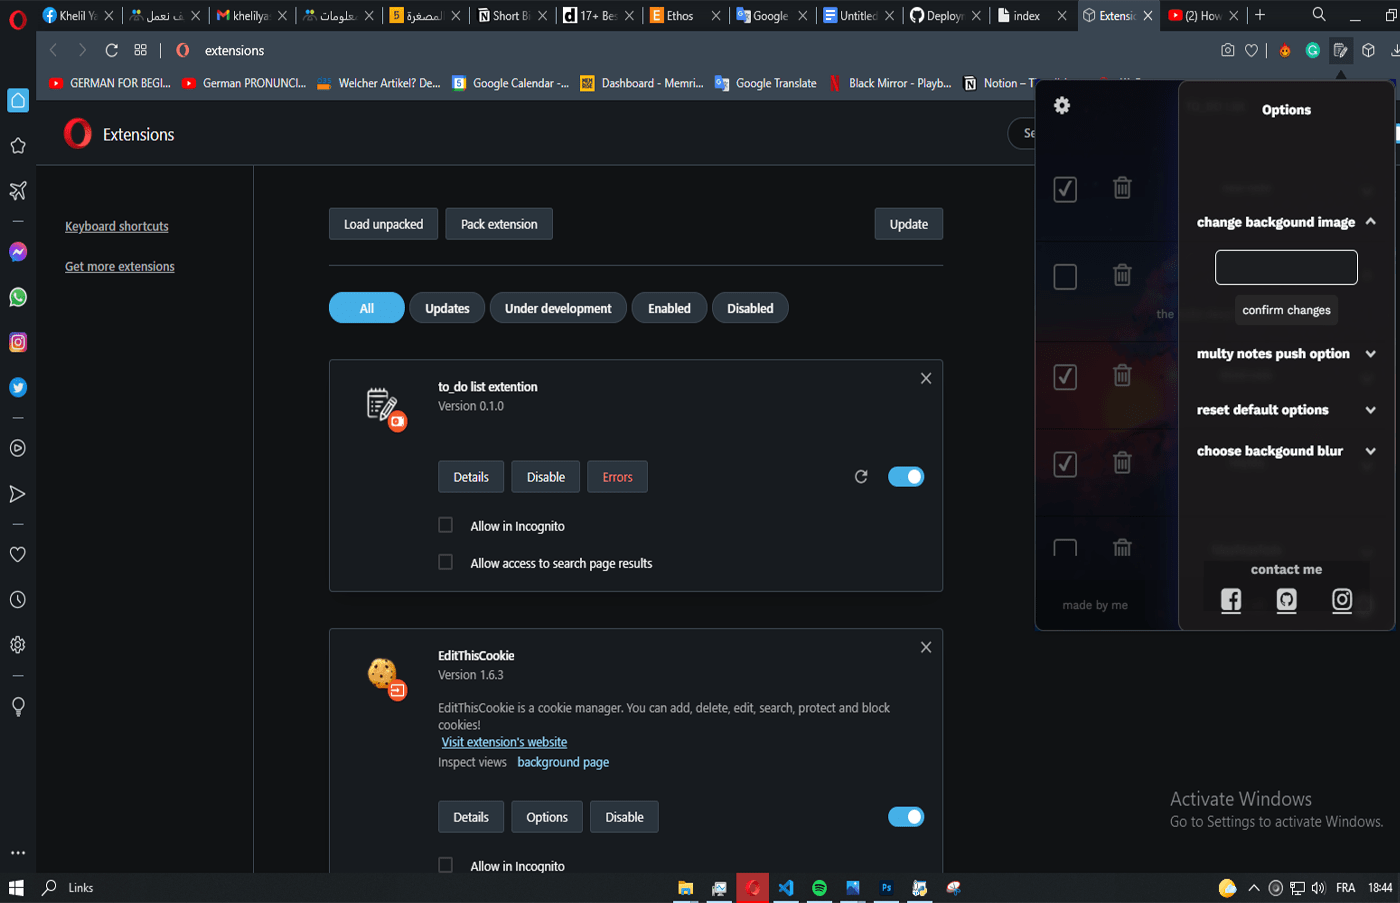 Khelil Ya
ف نعمل
khelilya
معلومات
المصغرة
Short Bi
17+ Bes
Ethos
Google
Untitled
Deployr
index
Extensio
(2) How
extensions
GERMAN FOR BEGI...
German PRONUNCI...
Welcher Artikel? De...
Google Calendar -...
Dashboard - Memri...
Google Translate
Black Mirror - Playb...
Notion – T
Extensions
Se
Options
Keyboard shortcuts
Get more extensions
Load unpacked
Pack extension
Update
change backgound image
confirm changes
the
multy notes push option
reset default options
choose backgound blur
contact me
made by me
All
Updates
Under development
Enabled
Disabled
to_do list extention
Version 0.1.0
Details
Disable
Errors
Allow in Incognito
Allow access to search page results
EditThisCookie
Version 1.6.3
EditThisCookie is a cookie manager. You can add, delete, edit, search, protect and block
cookies!
Visit extension's website
Inspect views background page
Details
Options
Disable
Allow in Incognito
Activate Windows
Go to Settings to activate Windows.
Links
FRA
18:44